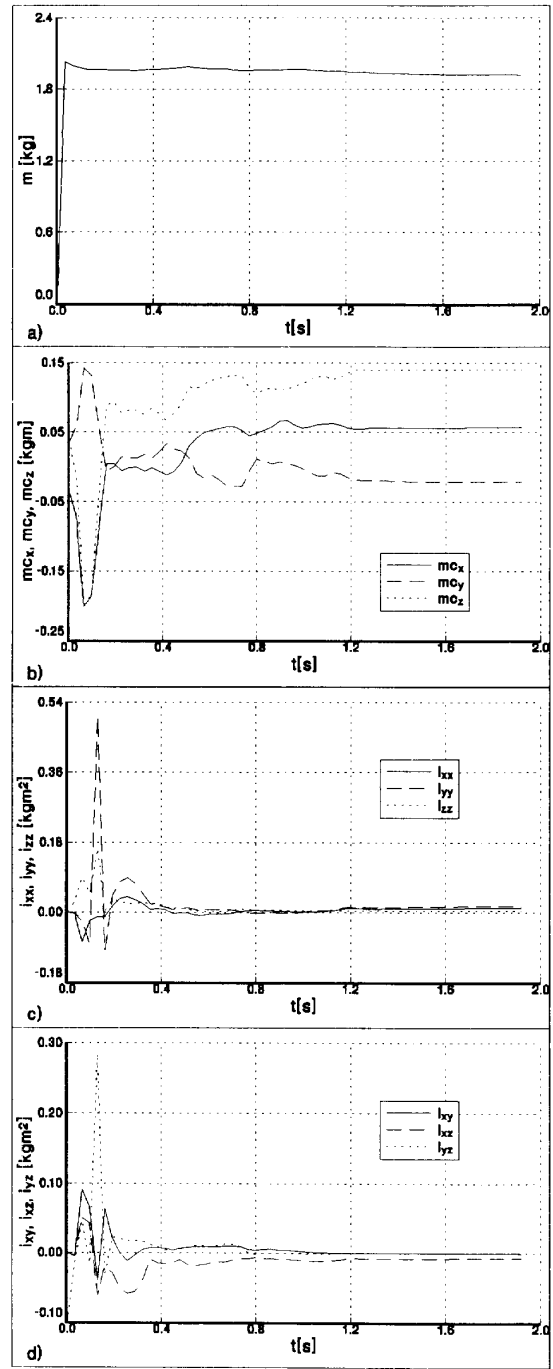 2.4
1.8
1.2
0.6
0.0
m [kg]
0.0 0.4 0.8 1.2 1.6 2.0
t[s]
a)
0.15
0.05
-0.05
-0.15
-0.25
mcx, mcy, mcz [kgm]
mcx
mcy
mcz
0.0 0.4 0.8 1.2 1.6 2.0
t[s]
b)
0.54
0.36
0.18
0.00
-0.18
ixx, iyy, izz [kgm²]
Ixx
Iyy
Izz
0.0 0.4 0.8 1.2 1.6 2.0
t[s]
c)
0.30
0.20
0.10
0.00
-0.10
ixy, ixz, iyz [kgm²]
Ixy
Ixz
Iyz
0.0 0.4 0.8 1.2 1.6 2.0
t[s]
d)